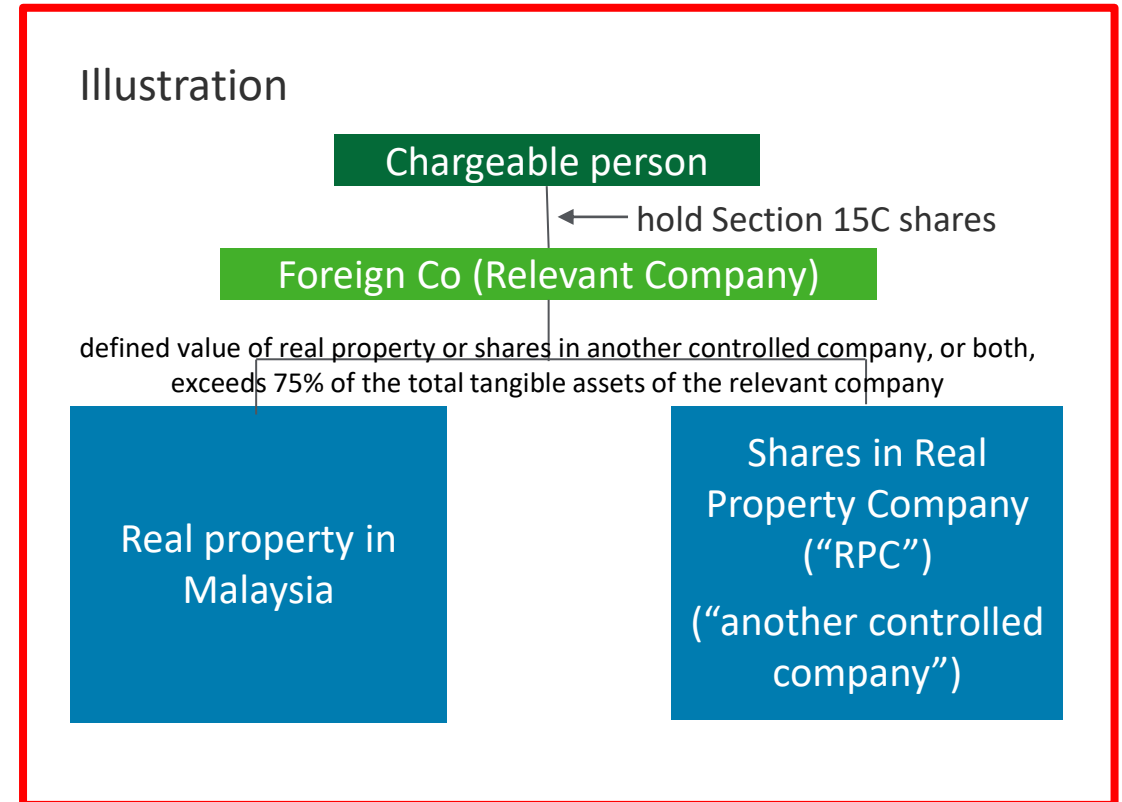 Illustration
Chargeable person
hold Section 15C shares
Foreign Co (Relevant Company)
defined value of real property or shares in another controlled company, or both,
exceeds 75% of the total tangible assets of the relevant company
Real property in
Malaysia
Shares in Real
Property Company
(“RPC”)
(“another controlled
company”)